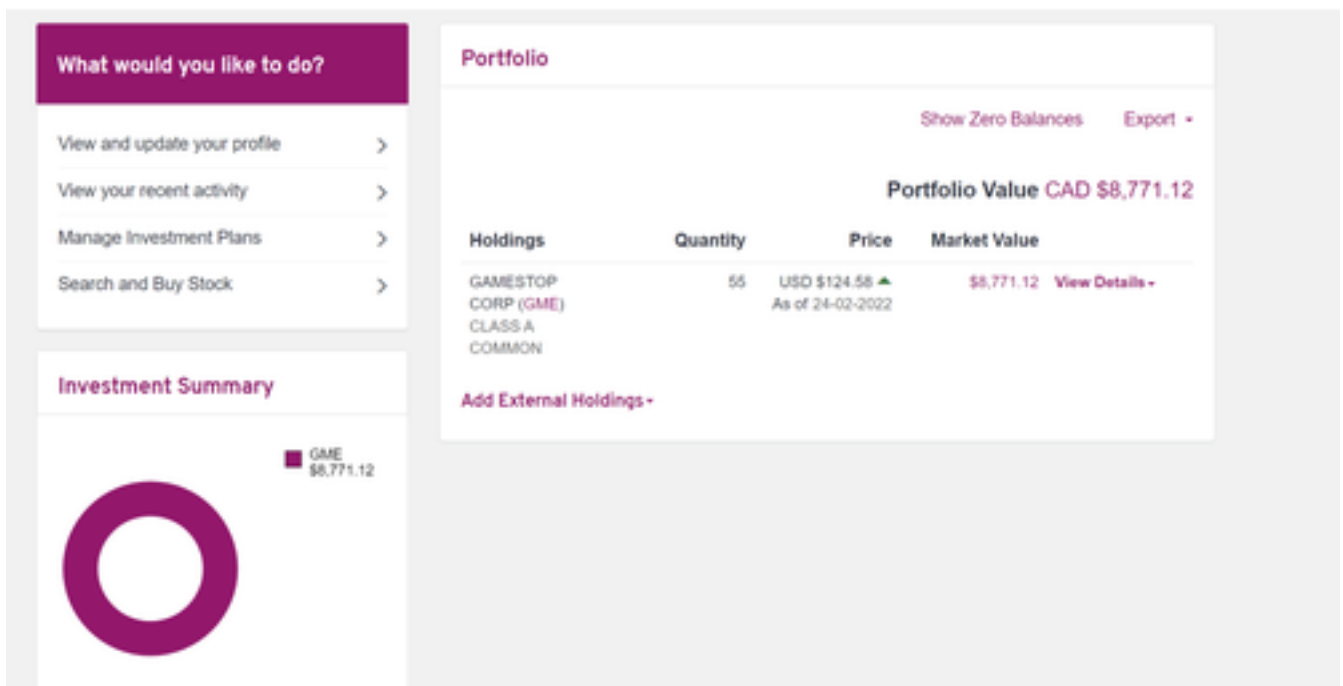 What would you like to do?
View and update your profile
View your recent activity
Manage Investment Plans
Search and Buy Stock
Investment Summary
GME
$8,771.12
Portfolio
Show Zero Balances Export
Portfolio Value CAD $8,771.12
Holdings Quantity Price Market Value
GAMESTOP 55 USD $124.58 $8,771.12 View Details
CORP (GME) As of 24-02-2022
CLASS A
COMMON
Add External Holdings